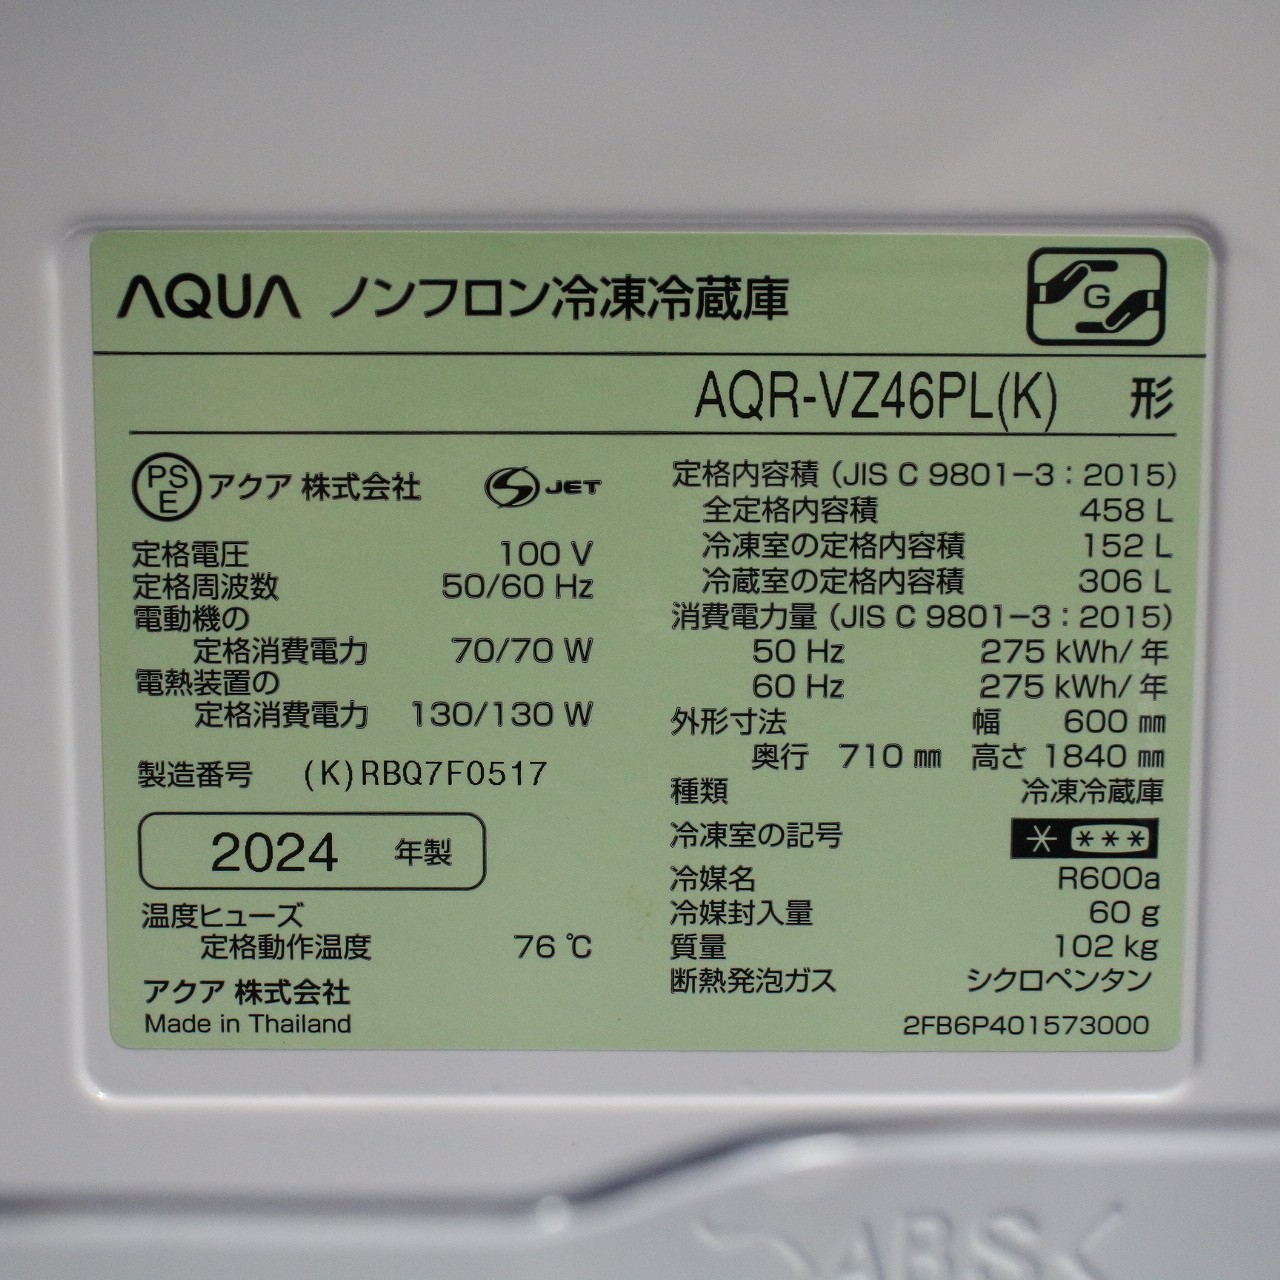 AQUA ノンフロン冷凍冷蔵庫
G
AQR-VZ46PL(K) 形
PSE アクア 株式会社 JET
定格電圧 100 V
定格周波数 50/60 Hz
電動機の
定格消費電力 70/70 W
電熱装置の
定格消費電力 130/130 W
製造番号 (K)RBQ7F0517
2024 年製
温度ヒューズ
定格動作温度 76 ℃
アクア 株式会社
Made in Thailand
定格内容積 (JIS C 9801-3 : 2015)
全定格内容積 458 L
冷凍室の定格内容積 152 L
冷蔵室の定格内容積 306 L
消費電力量 (JIS C 9801-3 : 2015)
50 Hz 275 kWh/年
60 Hz 275 kWh/年
外形寸法 幅 600 ㎜
奥行 710 ㎜ 高さ 1840 ㎜
種類 冷凍冷蔵庫
冷凍室の記号 * ***
冷媒名 R600a
冷媒封入量 60 g
質量 102 kg
断熱発泡ガス シクロペンタン
2FB6P401573000
>ABS<